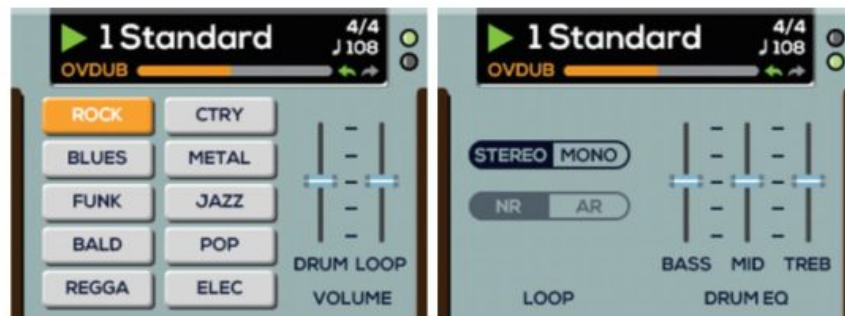 1 Standard
4/4
♩108
OVDUB
ROCK CTRY
BLUES METAL
FUNK JAZZ
BALD POP
REGGA ELEC
DRUM LOOP
VOLUME
1 Standard
4/4
♩108
OVDUB
STEREO MONO
NR AR
LOOP
BASS MID TREB
DRUM EQ